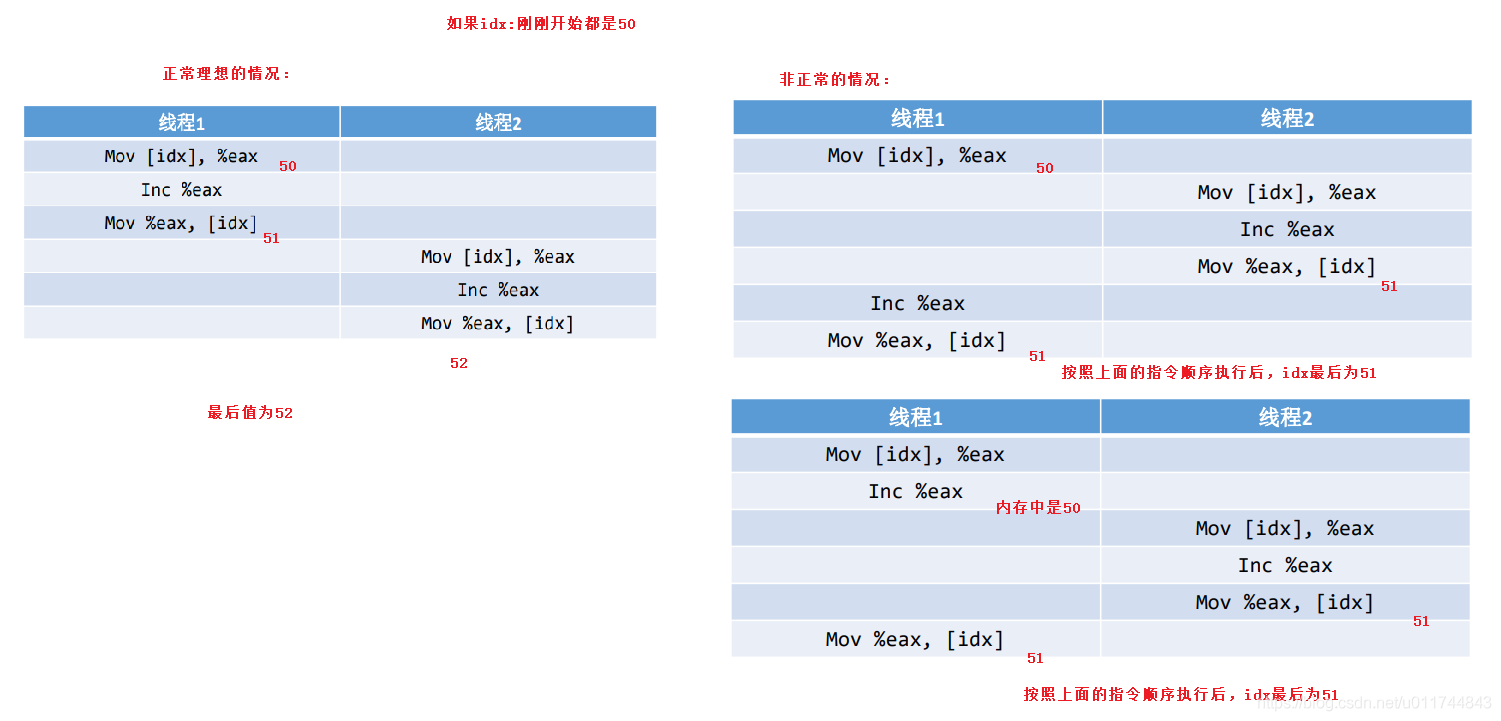 如果idx:刚刚开始都是50
正常理想的情况:
线程1 线程2
Mov [idx], %eax
50
Inc %eax
Mov %eax, [idx]
51
Mov [idx], %eax
Inc %eax
Mov %eax, [idx]
52
最后值为52
非正常的情况:
线程1 线程2
Mov [idx], %eax
50
Mov [idx], %eax
Inc %eax
Mov %eax, [idx]
51
Inc %eax
Mov %eax, [idx]
51
按照上面的指令顺序执行后，idx最后为51
线程1 线程2
Mov [idx], %eax
Inc %eax
内存中是50
Mov [idx], %eax
Inc %eax
Mov %eax, [idx]
51
Mov %eax, [idx]
51
按照上面的指令顺序执行后，idx最后为51
https://blog.csdn.net/u011744843